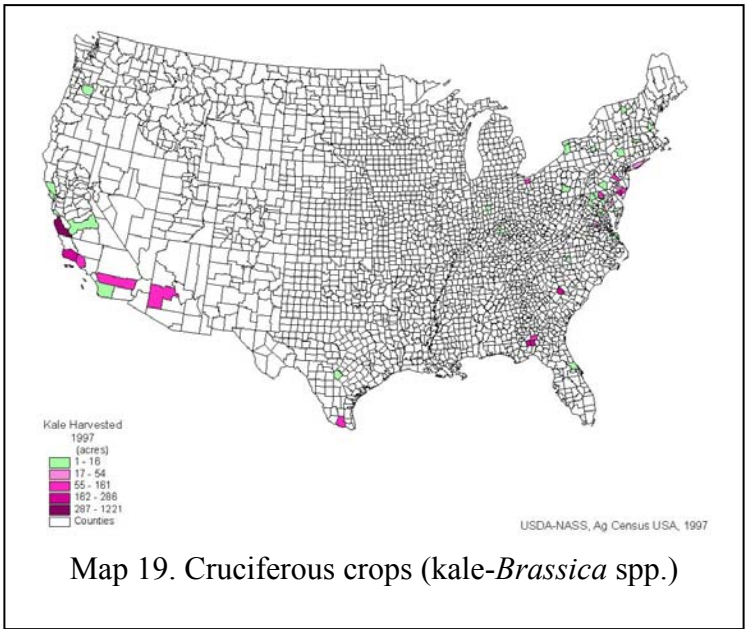 Kale Harvested
1997
(acres)
1 - 16
17 - 54
55 - 161
162 - 286
287 - 1221
Counties
USDA-NASS, Ag Census USA, 1997
Map 19. Cruciferous crops (kale-Brassica spp.)